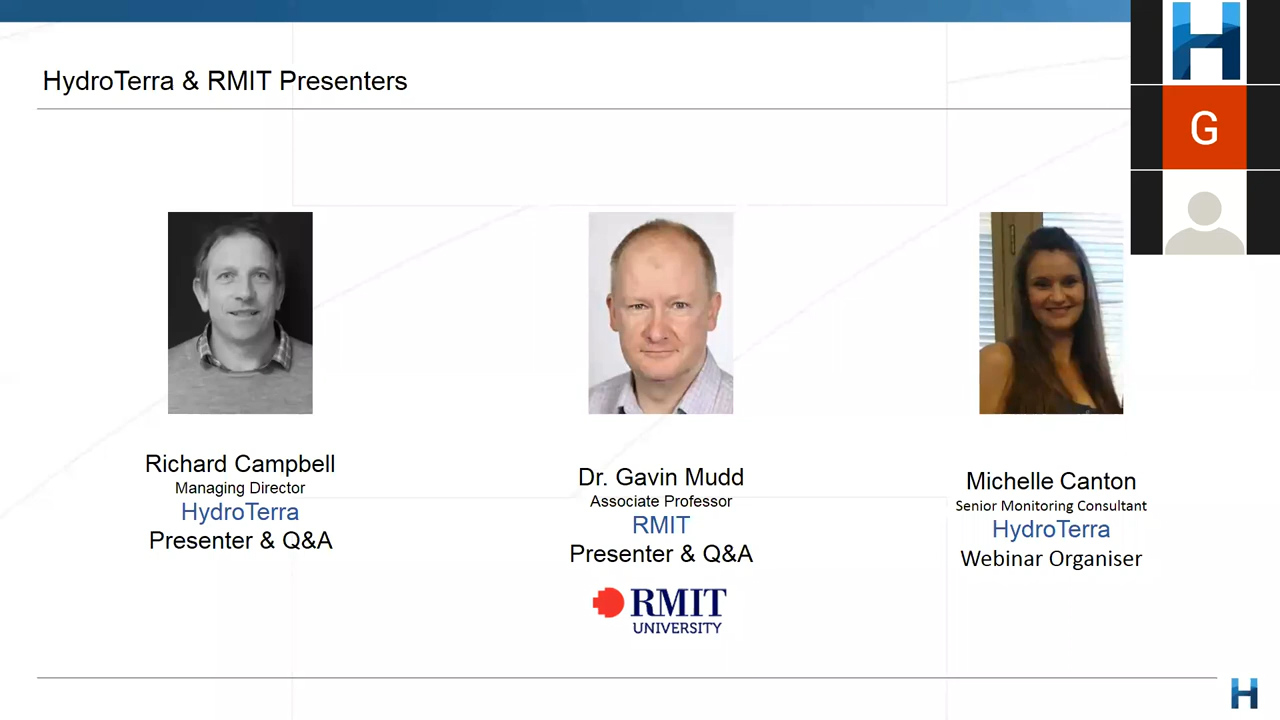 HydroTerra & RMIT Presenters
H
G
Richard Campbell
Managing Director
HydroTerra
Presenter & Q&A
Dr. Gavin Mudd
Associate Professor
RMIT
Presenter & Q&A
RMIT
UNIVERSITY
Michelle Canton
Senior Monitoring Consultant
HydroTerra
Webinar Organiser
H